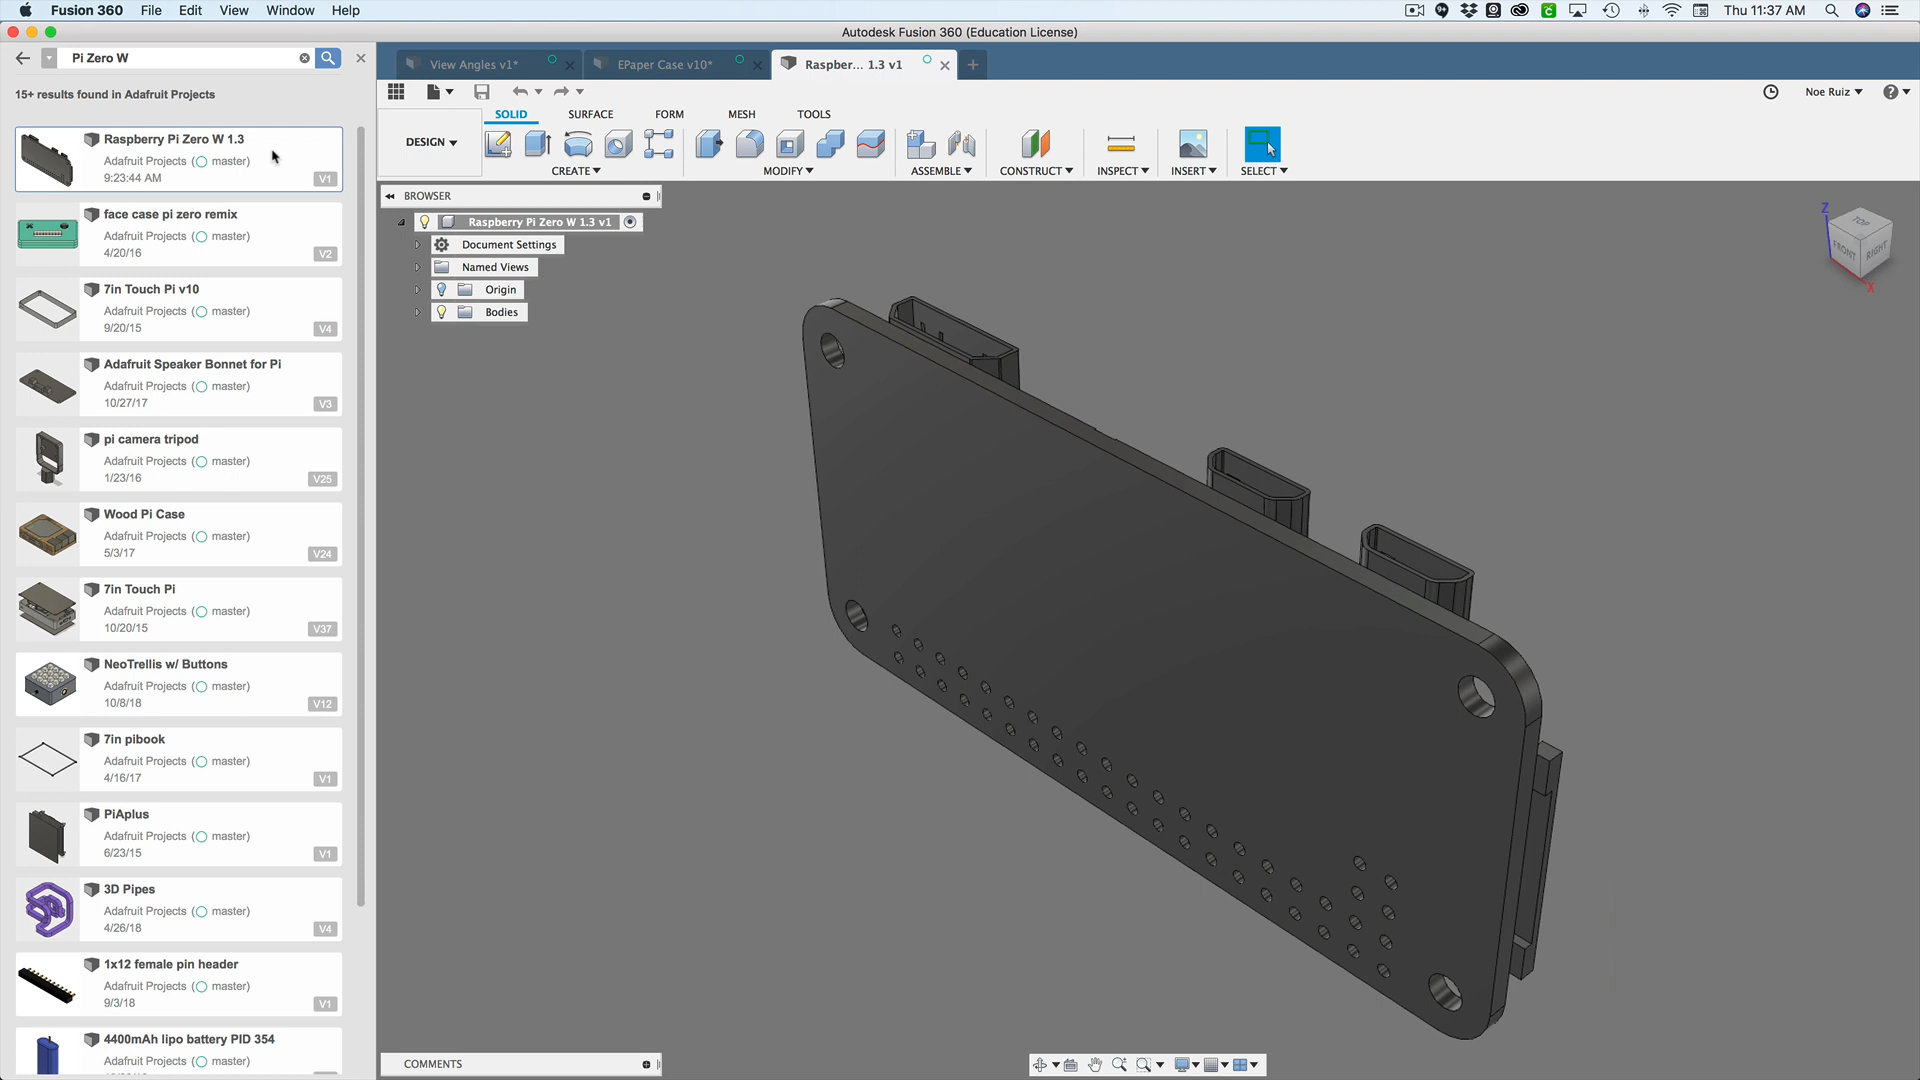 Fusion 360 File Edit View Window Help Thu 11:37 AM
Autodesk Fusion 360 (Education License)
Pi Zero W
View Angles v1*
EPaper Case v10*
Raspber... 1.3 v1
15+ results found in Adafruit Projects
Noe Ruiz
SOLID SURFACE FORM MESH TOOLS
DESIGN
CREATE MODIFY ASSEMBLE CONSTRUCT INSPECT INSERT SELECT
BROWSER
Raspberry Pi Zero W 1.3 v1
Document Settings
Named Views
Origin
Bodies
Raspberry Pi Zero W 1.3
Adafruit Projects ( master)
9:23:44 AM
V1
face case pi zero remix
Adafruit Projects ( master)
4/20/16
V2
7in Touch Pi v10
Adafruit Projects ( master)
9/20/15
V4
Adafruit Speaker Bonnet for Pi
Adafruit Projects ( master)
10/27/17
V3
pi camera tripod
Adafruit Projects ( master)
1/23/16
V25
Wood Pi Case
Adafruit Projects ( master)
5/3/17
V24
7in Touch Pi
Adafruit Projects ( master)
10/20/15
V37
NeoTrellis w/ Buttons
Adafruit Projects ( master)
10/8/18
V12
7in pibook
Adafruit Projects ( master)
4/16/17
V1
PiAplus
Adafruit Projects ( master)
6/23/15
V1
3D Pipes
Adafruit Projects ( master)
4/26/18
V4
1x12 female pin header
Adafruit Projects ( master)
9/3/18
V1
4400mAh lipo battery PID 354
Adafruit Projects ( master)
Z
TOP
FRONT
RIGHT
X
COMMENTS